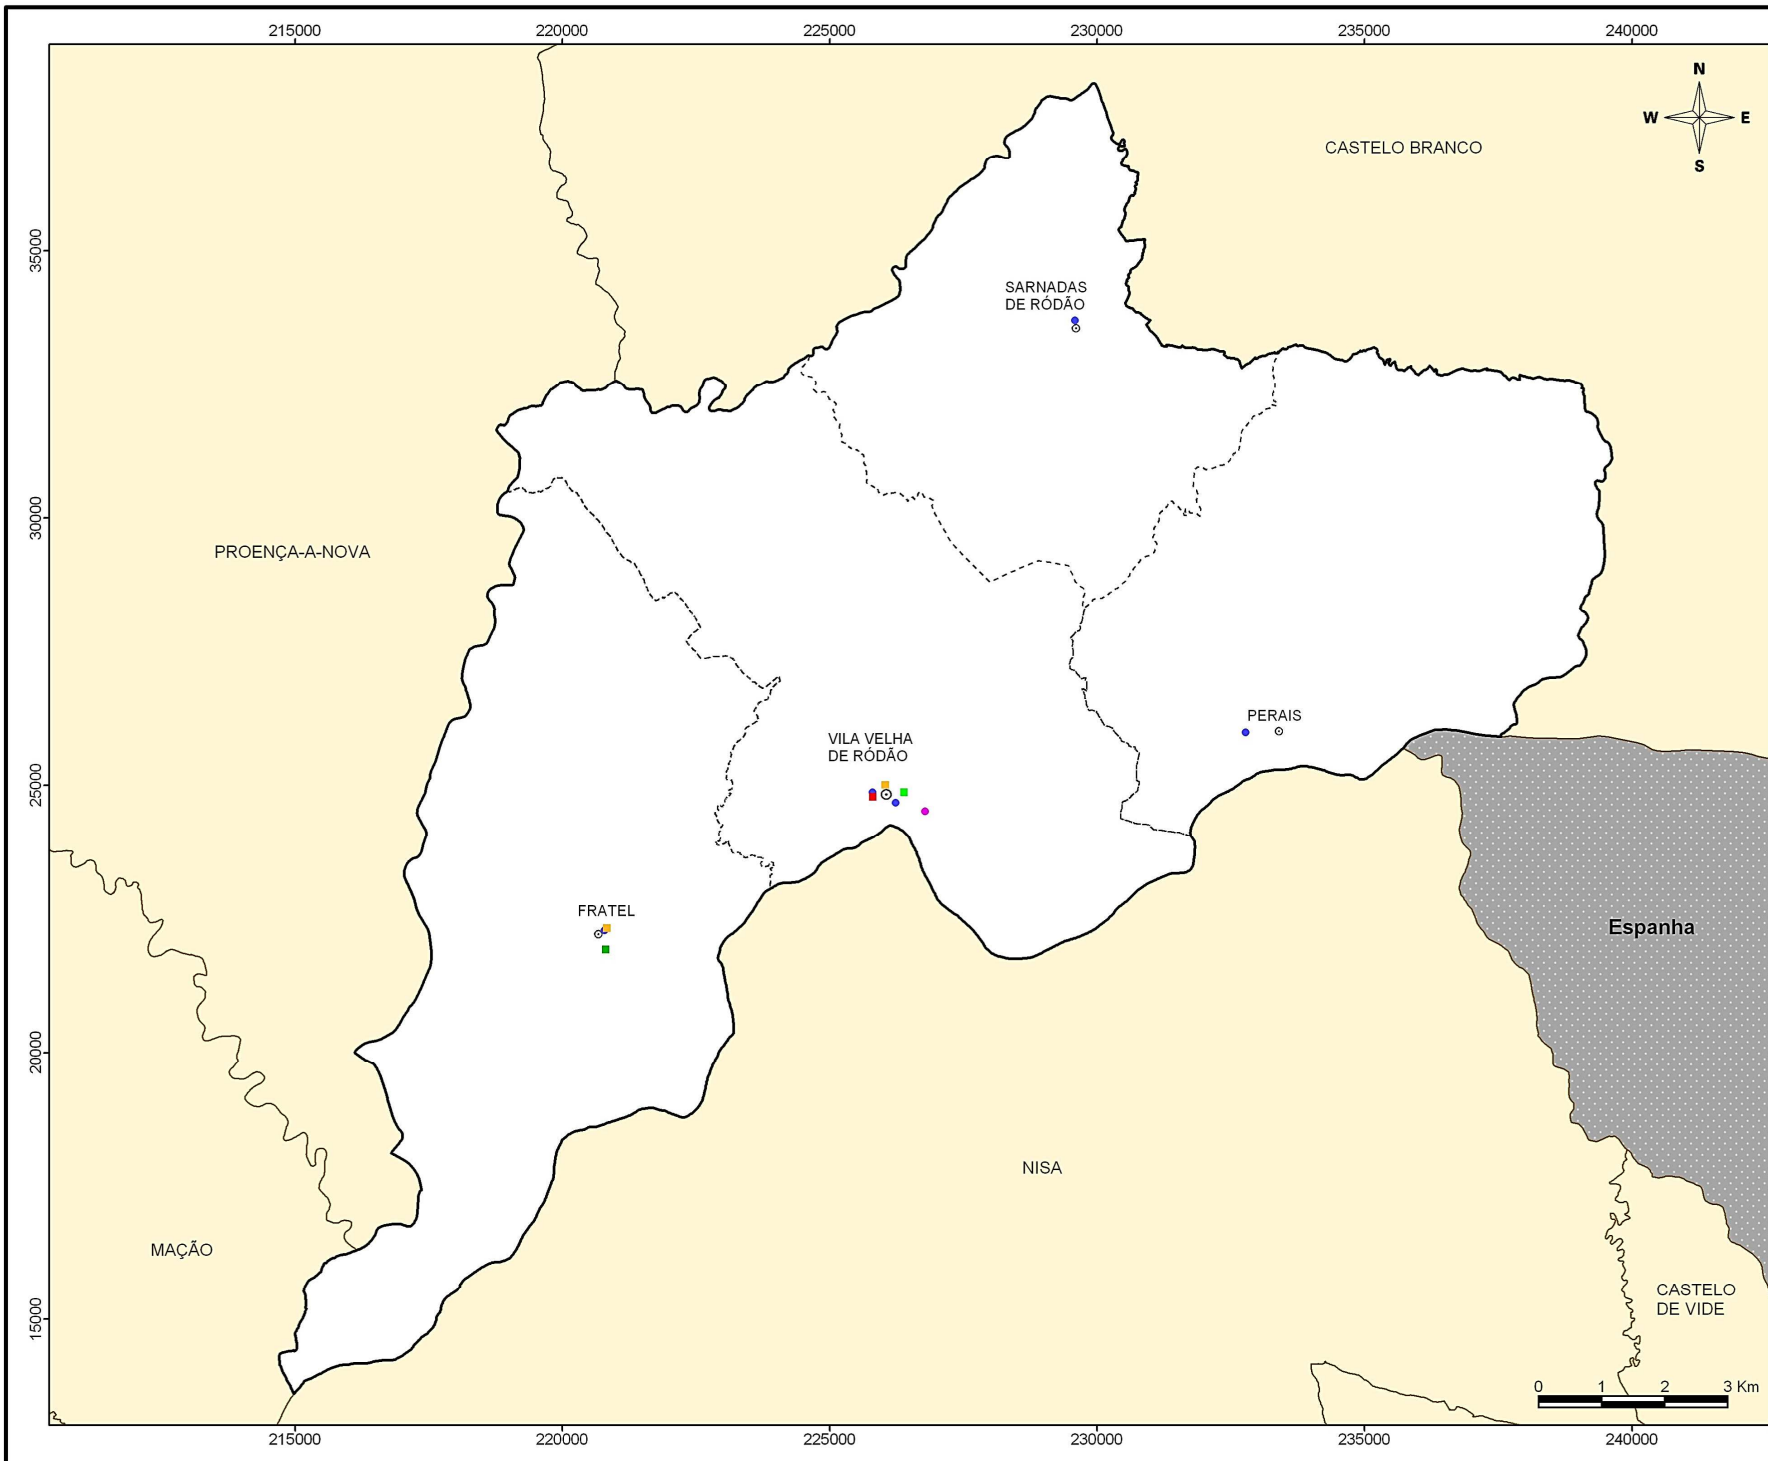 215000 220000 225000 230000 235000 240000
N
W E
S
CASTELO BRANCO
35000
SARNADAS
DE RÓDÃO
30000
PROENÇA-A-NOVA
PERAIS
VILA VELHA
DE RÓDÃO
25000
FRATEL
Espanha
20000
NISA
MAÇÃO
15000
CASTELO
DE VIDE
0 1 2 3 Km
215000 220000 225000 230000 235000 240000